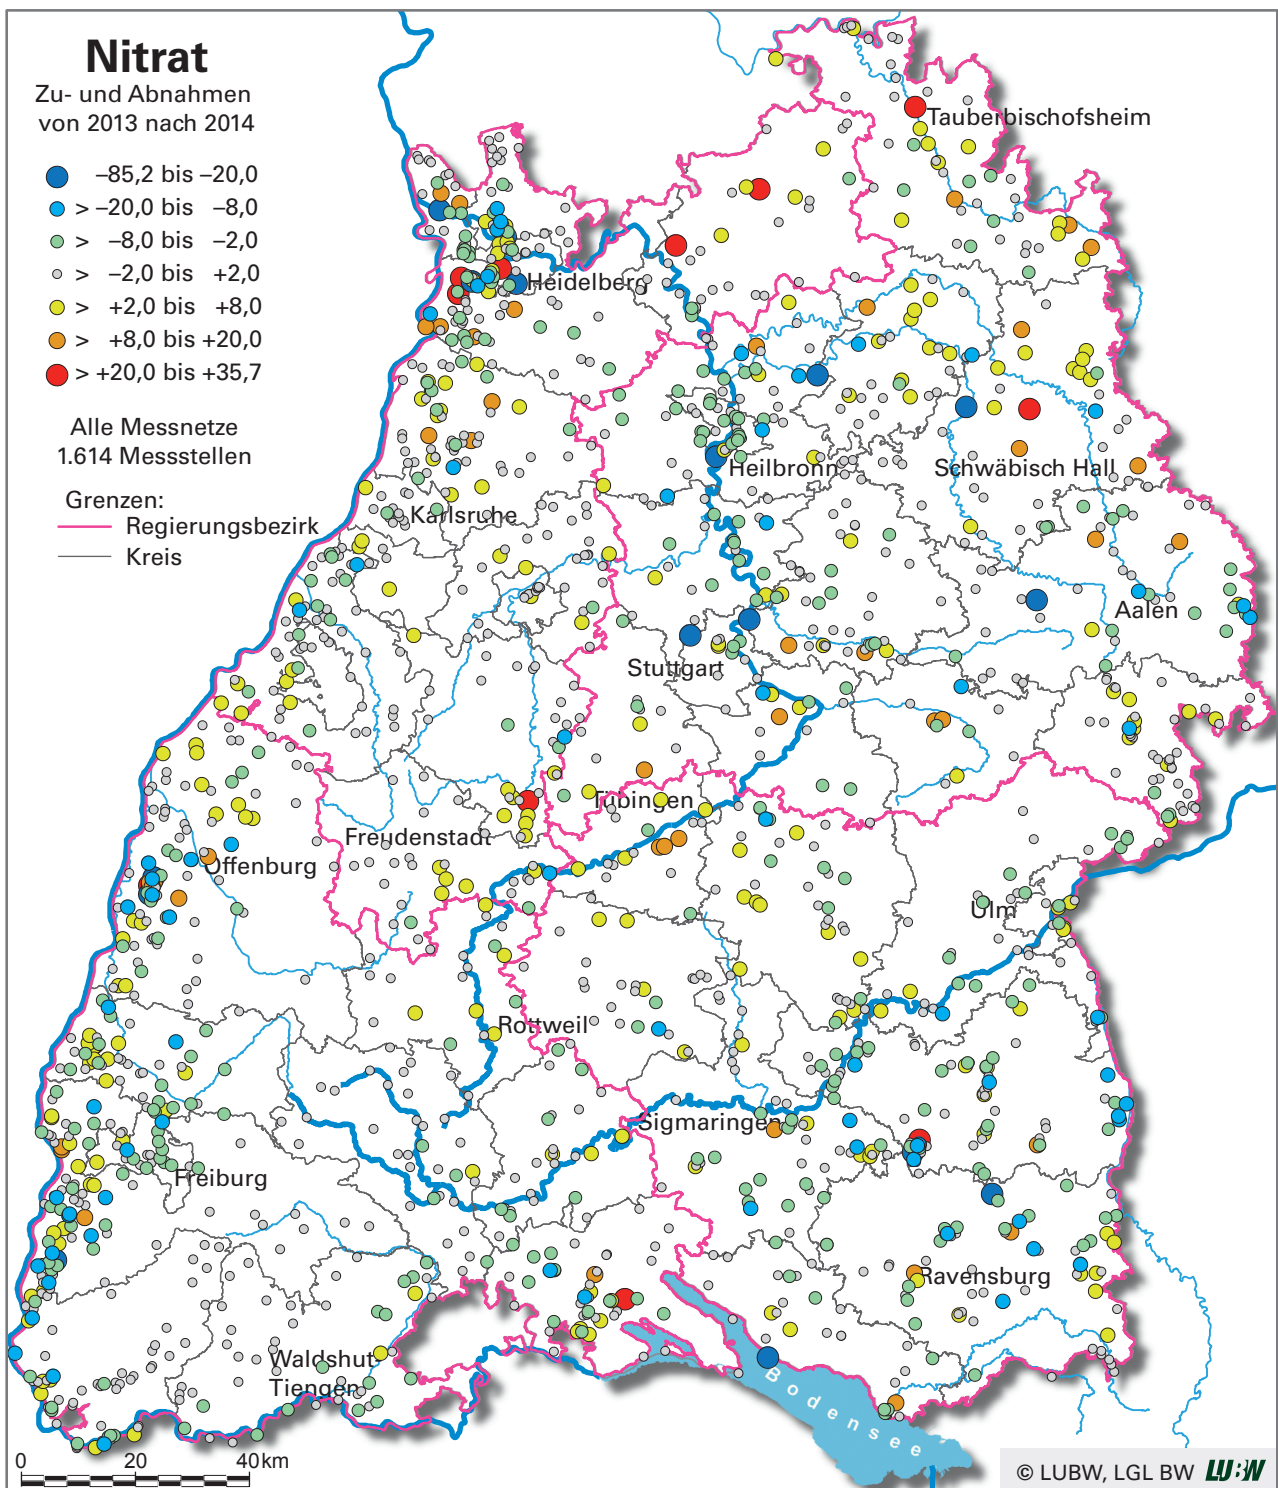 Nitrat
Zu- und Abnahmen
von 2013 nach 2014
–85,2 bis –20,0
> –20,0 bis –8,0
> –8,0 bis –2,0
> –2,0 bis +2,0
> +2,0 bis +8,0
> +8,0 bis +20,0
> +20,0 bis +35,7
Alle Messnetze
1.614 Messstellen
Grenzen:
Regierungsbezirk
Kreis
Tauberbischofsheim
Heidelberg
Heilbronn
Schwäbisch Hall
Karlsruhe
Aalen
Stuttgart
Tübingen
Freudenstadt
Offenburg
Ulm
Rottweil
Sigmaringen
Freiburg
Ravensburg
Waldshut-
Tiengen
Bodensee
0 20 40 km
© LUBW, LGL BW LUBW